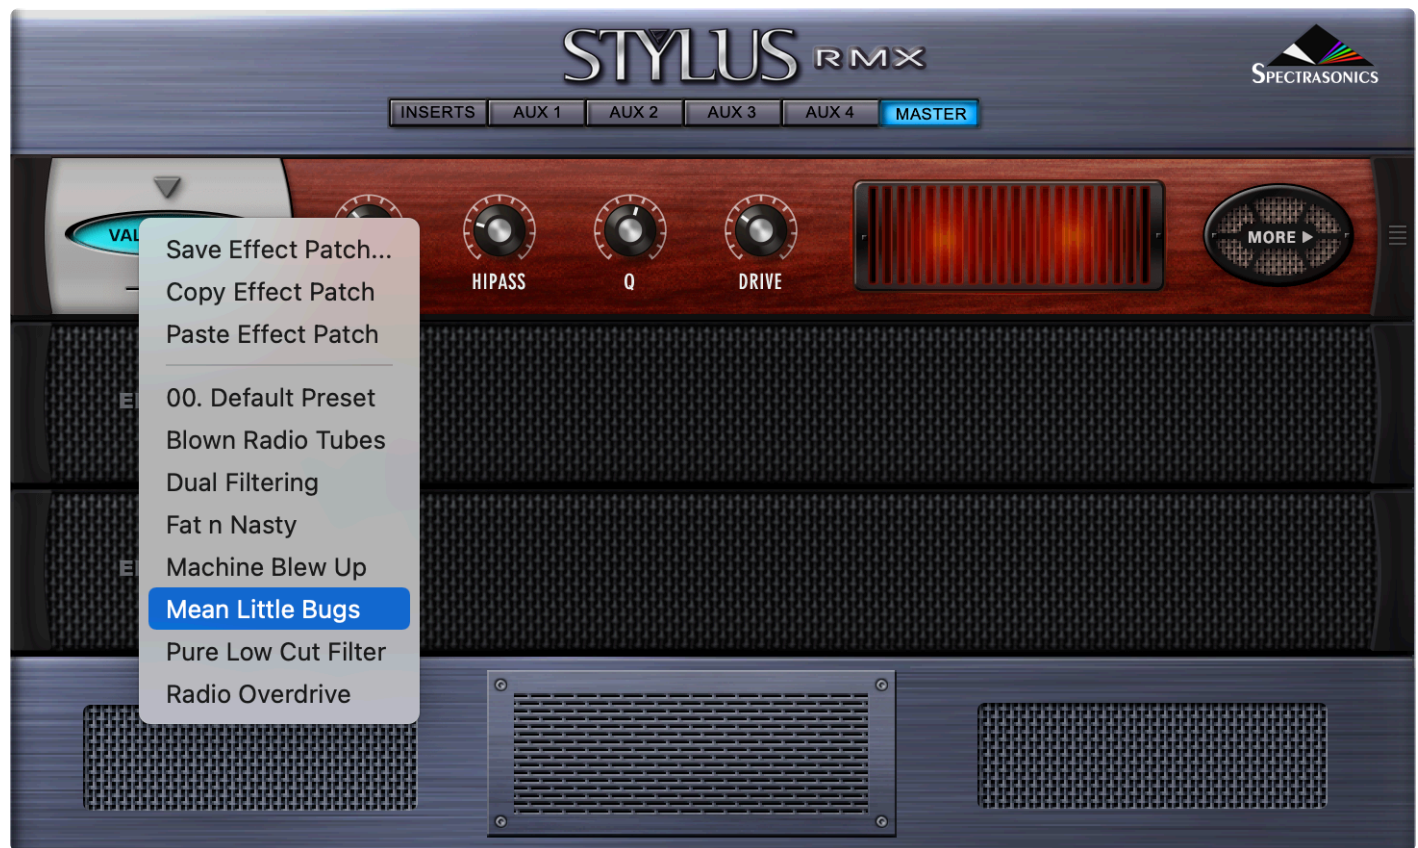 STYLUS RMX
SPECTRASONICS
INSERTS AUX 1 AUX 2 AUX 3 AUX 4 MASTER
HIPASS Q DRIVE
MORE
Save Effect Patch...
Copy Effect Patch
Paste Effect Patch
00. Default Preset
Blown Radio Tubes
Dual Filtering
Fat n Nasty
Machine Blew Up
Mean Little Bugs
Pure Low Cut Filter
Radio Overdrive